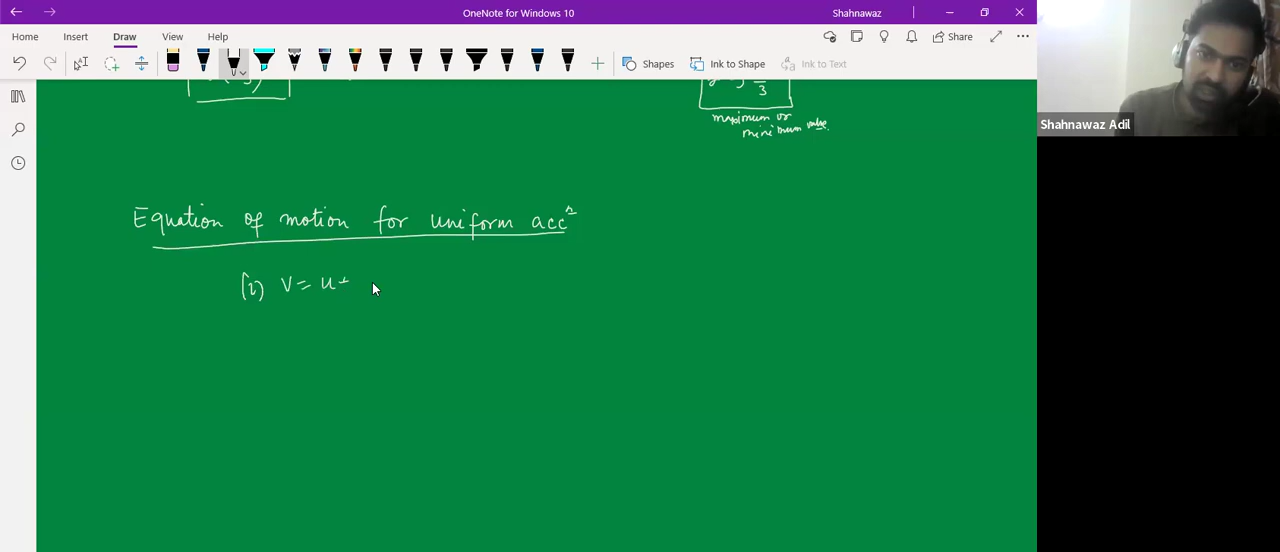 OneNote for Windows 10
Shahnawaz
Home Insert Draw View Help
Share
Shapes
Ink to Shape
Ink to Text
Shahnawaz Adil
3
maximum or
minimum value.
Equation of motion for uniform accⁿ
(i) V = u +